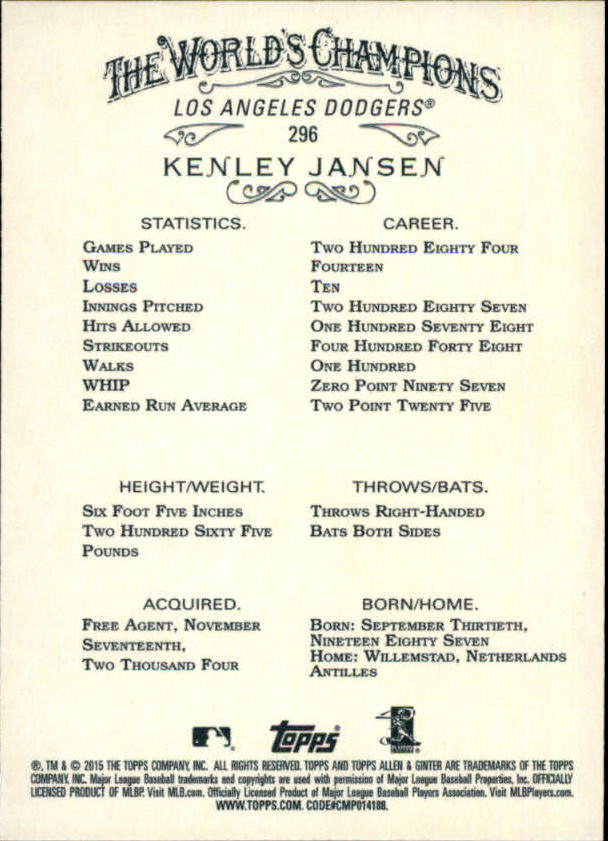 THE WORLD'S CHAMPIONS
LOS ANGELES DODGERS®
296
KENLEY JANSEN
STATISTICS. CAREER.
GAMES PLAYED TWO HUNDRED EIGHTY FOUR
WINS FOURTEEN
LOSSES TEN
INNINGS PITCHED TWO HUNDRED EIGHTY SEVEN
HITS ALLOWED ONE HUNDRED SEVENTY EIGHT
STRIKEOUTS FOUR HUNDRED FORTY EIGHT
WALKS ONE HUNDRED
WHIP ZERO POINT NINETY SEVEN
EARNED RUN AVERAGE TWO POINT TWENTY FIVE
HEIGHT/WEIGHT.
SIX FOOT FIVE INCHES
TWO HUNDRED SIXTY FIVE
POUNDS
THROWS/BATS.
THROWS RIGHT-HANDED
BATS BOTH SIDES
ACQUIRED.
FREE AGENT, NOVEMBER
SEVENTEENTH,
TWO THOUSAND FOUR
BORN/HOME.
BORN: SEPTEMBER THIRTIETH,
NINETEEN EIGHTY SEVEN
HOME: WILLEMSTAD, NETHERLANDS
ANTILLES
Topps®
®, TM & © 2015 THE TOPPS COMPANY, INC. ALL RIGHTS RESERVED. TOPPS AND TOPPS ALLEN & GINTER ARE TRADEMARKS OF THE TOPPS
COMPANY, INC. Major League Baseball trademarks and copyrights are used with permission of Major League Baseball Properties, Inc. OFFICIALLY
LICENSED PRODUCT OF MLBP. Visit MLB.com. Officially Licensed Product of Major League Baseball Players Association. Visit MLBPlayers.com.
WWW.TOPPS.COM. CODE#CMP014188.